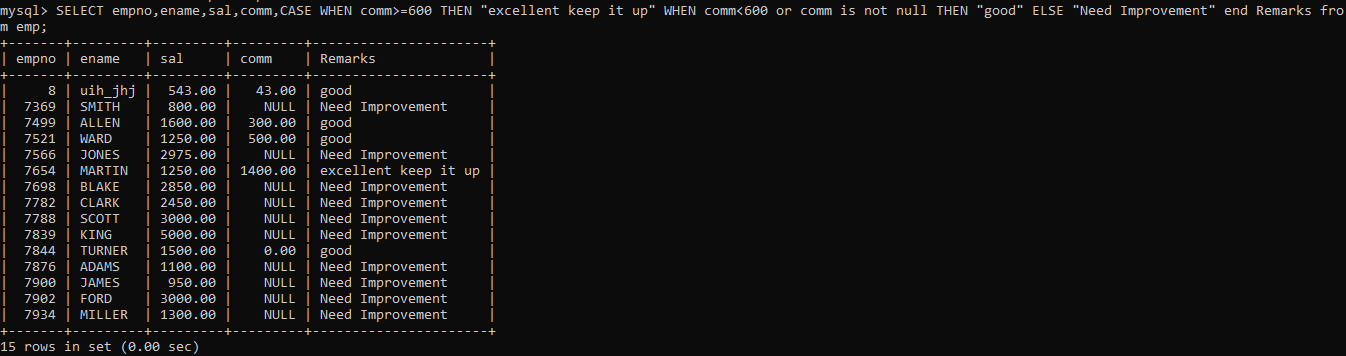 mysql> SELECT empno,ename,sal,comm,CASE WHEN comm>=600 THEN "excellent keep it up" WHEN comm<600 or comm is not null THEN "good" ELSE "Need Improvement" end Remarks fro
m emp;
+-------+---------+---------+---------+----------------------+
| empno | ename   | sal     | comm    | Remarks              |
+-------+---------+---------+---------+----------------------+
|     8 | uih_jhj |  543.00 |   43.00 | good                 |
|  7369 | SMITH   |  800.00 |    NULL | Need Improvement     |
|  7499 | ALLEN   | 1600.00 |  300.00 | good                 |
|  7521 | WARD    | 1250.00 |  500.00 | good                 |
|  7566 | JONES   | 2975.00 |    NULL | Need Improvement     |
|  7654 | MARTIN  | 1250.00 | 1400.00 | excellent keep it up |
|  7698 | BLAKE   | 2850.00 |    NULL | Need Improvement     |
|  7782 | CLARK   | 2450.00 |    NULL | Need Improvement     |
|  7788 | SCOTT   | 3000.00 |    NULL | Need Improvement     |
|  7839 | KING    | 5000.00 |    NULL | Need Improvement     |
|  7844 | TURNER  | 1500.00 |    0.00 | good                 |
|  7876 | ADAMS   | 1100.00 |    NULL | Need Improvement     |
|  7900 | JAMES   |  950.00 |    NULL | Need Improvement     |
|  7902 | FORD    | 3000.00 |    NULL | Need Improvement     |
|  7934 | MILLER  | 1300.00 |    NULL | Need Improvement     |
+-------+---------+---------+---------+----------------------+
15 rows in set (0.00 sec)